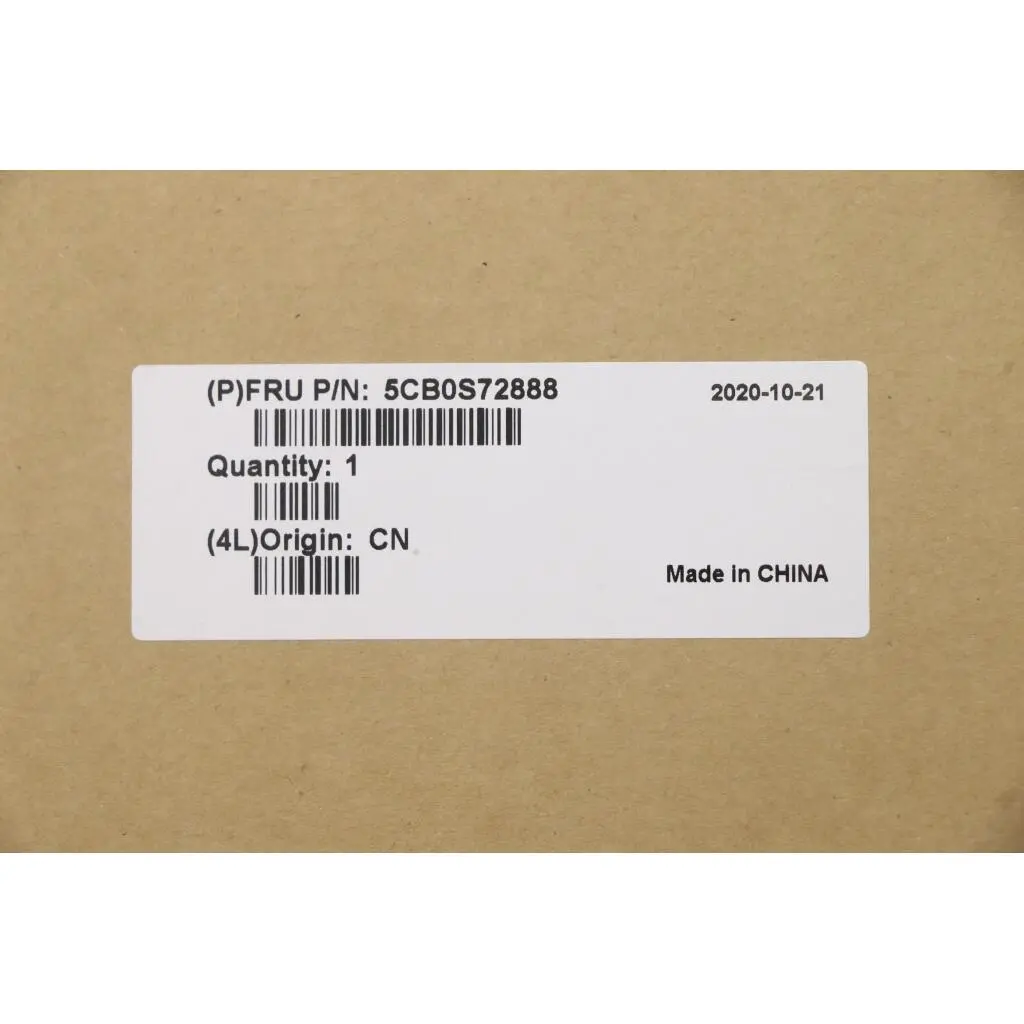 (P)FRU P/N: 5CB0S72888
2020-10-21
Quantity: 1
(4L)Origin: CN
Made in CHINA